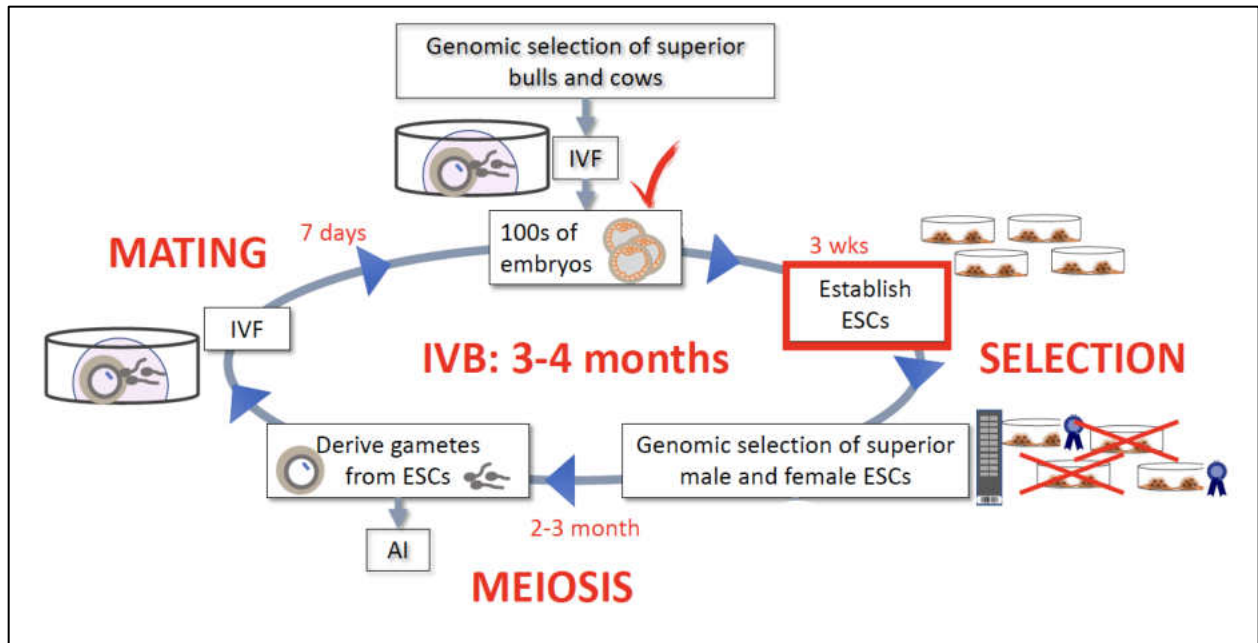 Genomic selection of superior
bulls and cows
IVF
100s of
embryos
7 days
MATING
3 wks
Establish
ESCs
IVF
IVB: 3-4 months
SELECTION
Derive gametes
from ESCs
Genomic selection of superior
male and female ESCs
2-3 month
AI
MEIOSIS